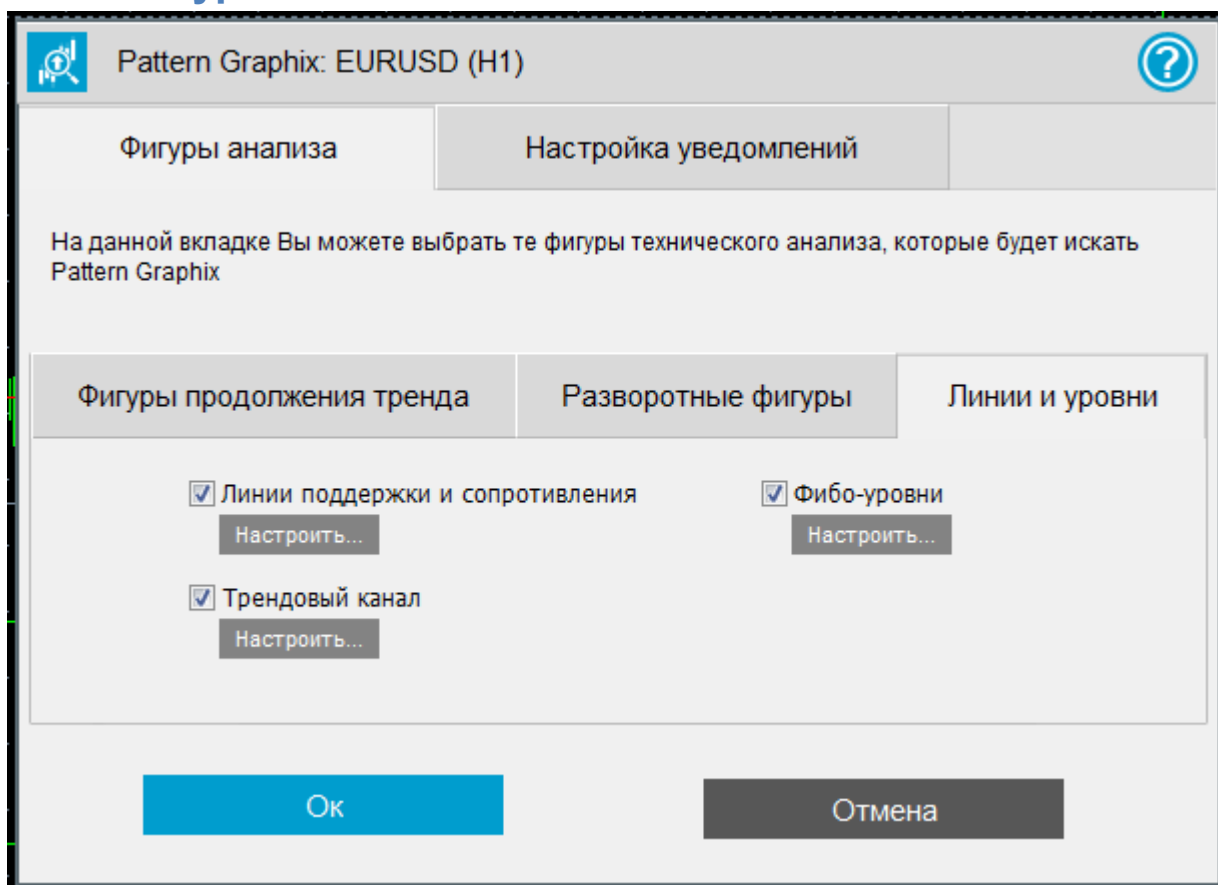 Pattern Graphix: EURUSD (H1)
?
Фигуры анализа
Настройка уведомлений
На данной вкладке Вы можете выбрать те фигуры технического анализа, которые будет искать
Pattern Graphix
Фигуры продолжения тренда
Разворотные фигуры
Линии и уровни
Линии поддержки и сопротивления
Фибо-уровни
Настроить...
Настроить...
Трендовый канал
Настроить...
Ок
Отмена